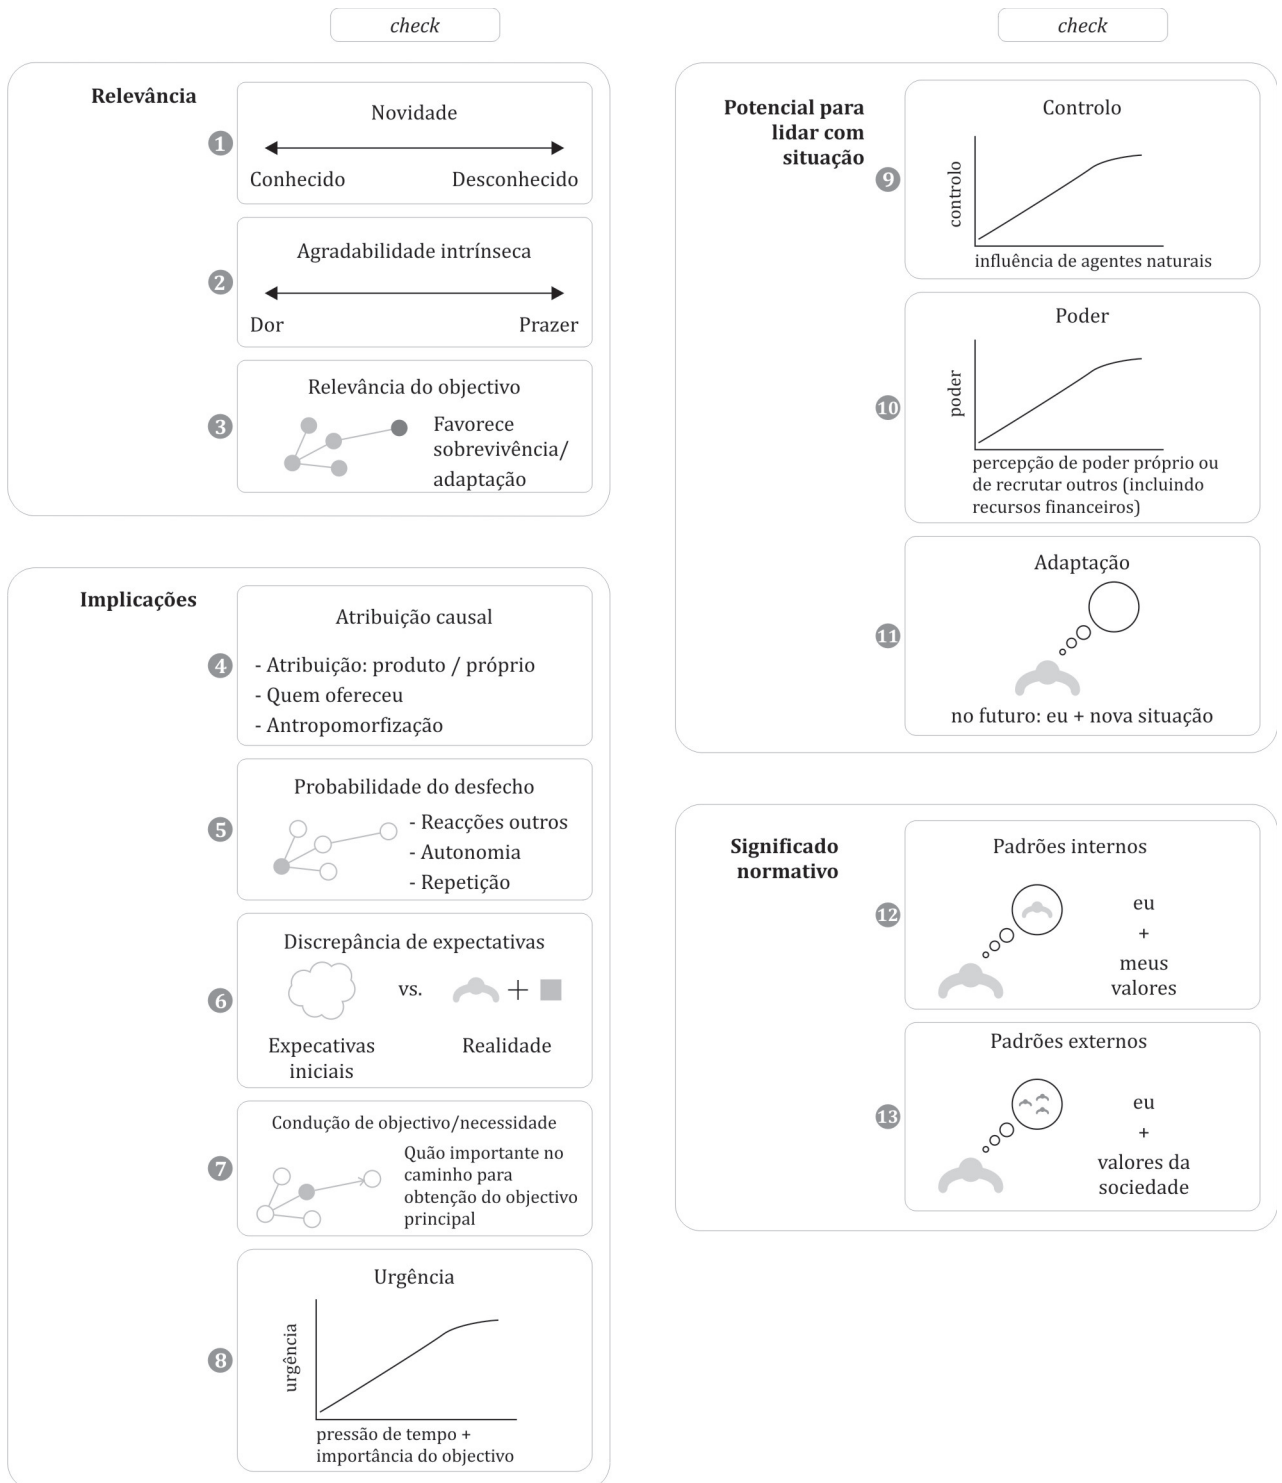 check
Relevância
1
Novidade
Conhecido
Desconhecido
2
Agradabilidade intrínseca
Dor
Prazer
3
Relevância do objectivo
Favorece
sobrevivência/
adaptação
Implicações
4
Atribuição causal
- Atribuição: produto / próprio
- Quem ofereceu
- Antropomorfização
5
Probabilidade do desfecho
- Reacções outros
- Autonomia
- Repetição
6
Discrepância de expectativas
vs.
Expecativas
iniciais
Realidade
7
Condução de objectivo/necessidade
Quão importante no
caminho para
obtenção do objectivo
principal
8
Urgência
urgência
pressão de tempo +
importância do objectivo
check
Potencial para
lidar com
situação
9
Controlo
controlo
influência de agentes naturais
10
Poder
poder
percepção de poder próprio ou
de recrutar outros (incluindo
recursos financeiros)
11
Adaptação
no futuro: eu + nova situação
Significado
normativo
12
Padrões internos
eu
+
meus
valores
13
Padrões externos
eu
+
valores da
sociedade